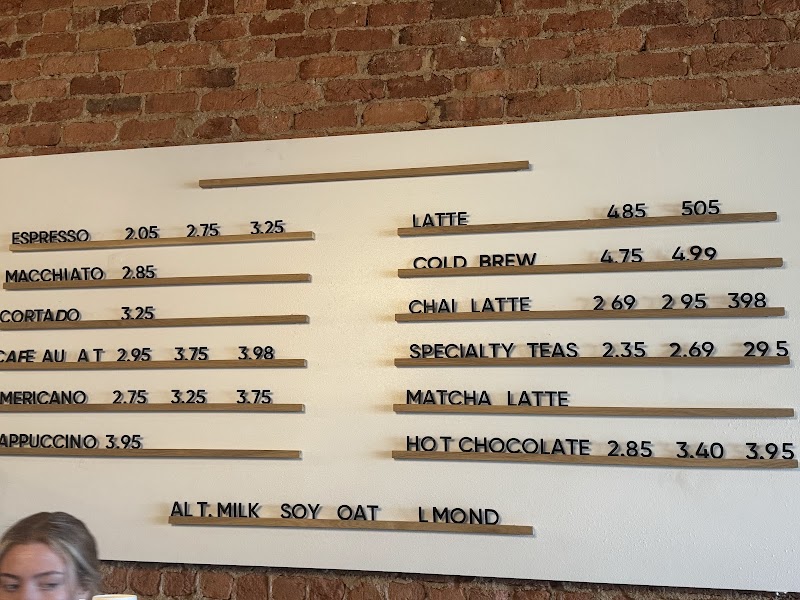 ESPRESSO 2.05 2.75 3.25
MACCHIATO 2.85
CORTADO 3.25
CAFE AU A T 2.95 3.75 3.98
MERICANO 2.75 3.25 3.75
APPUCCINO 3.95
LATTE 485 505
COLD BREW 4.75 4.99
CHAI LATTE 2 69 2 95 398
SPECIALTY TEAS 2.35 2.69 29 5
MATCHA LATTE
HOT CHOCOLATE 2.85 3.40 3.95
ALT. MILK SOY OAT LMOND